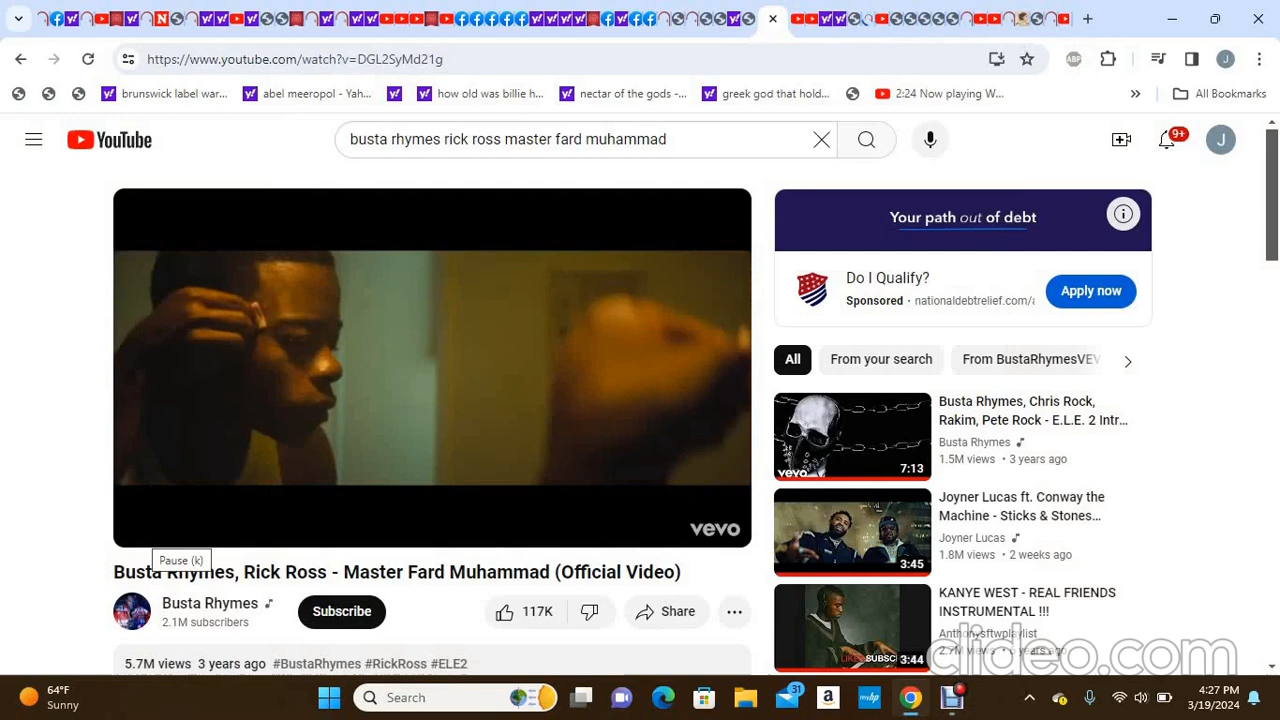 https://www.youtube.com/watch?v=DGL2SyMd21g
ABP
J
brunswick label war...
abel meeropol - Yah...
how old was billie h...
nectar of the gods -...
greek god that hold...
2:24 Now playing W...
All Bookmarks
YouTube
busta rhymes rick ross master fard muhammad
9+
J
Your path out of debt
Do I Qualify?
Sponsored · nationaldebtrelief.com/
Apply now
All
From your search
From BustaRhymesVEV
vevo
Pause (k)
Busta Rhymes, Rick Ross - Master Fard Muhammad (Official Video)
Busta Rhymes
2.1M subscribers
Subscribe
117K
Share
5.7M views 3 years ago #BustaRhymes #RickRoss #ELE2
vevo
7:13
Busta Rhymes, Chris Rock,
Rakim, Pete Rock - E.L.E. 2 Intr...
Busta Rhymes
1.5M views • 3 years ago
3:45
Joyner Lucas ft. Conway the
Machine - Sticks & Stones...
Joyner Lucas
1.8M views • 2 weeks ago
3:44
KANYE WEST - REAL FRIENDS
INSTRUMENTAL !!!
Anthonysftwplaylist
clideo.com
64°F
Sunny
Search
31
a
4:27 PM
3/19/2024